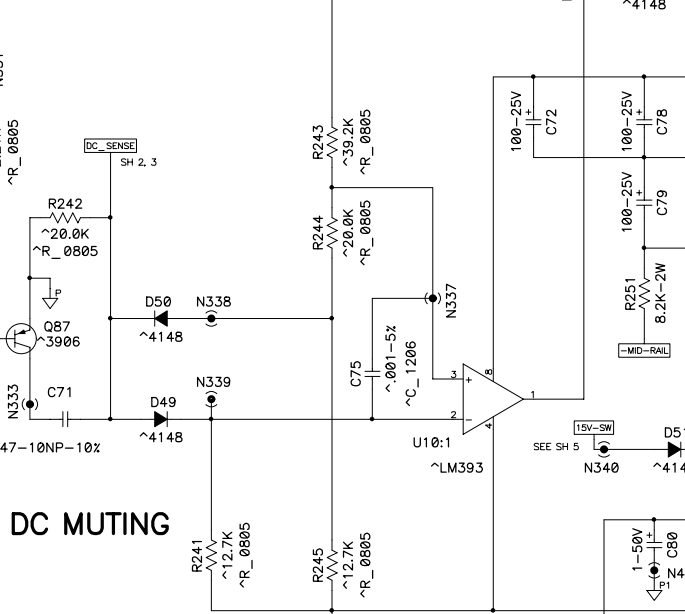 ^4148
N331
^R_0805
DC_SENSE
SH 2, 3
R243
^39.2K
^R_0805
100-25V
+
C72
100-25V
+
C78
R242
^20.0K
^R_0805
R244
^20.0K
^R_0805
100-25V
+
C79
P
D50
N338
^4148
N337
R251
8.2K-2W
Q87
^3906
-MID-RAIL
C75
^.001-5%
^C_1206
N333
C71
N339
D49
^4148
3
+
8
1
2
-
4
47-10NP-10%
U10:1
^LM393
15V-SW
SEE SH 5
N340
D51
^414
DC MUTING
R241
^12.7K
^R_0805
R245
^12.7K
^R_0805
1-50V
+
C80
N4
P1